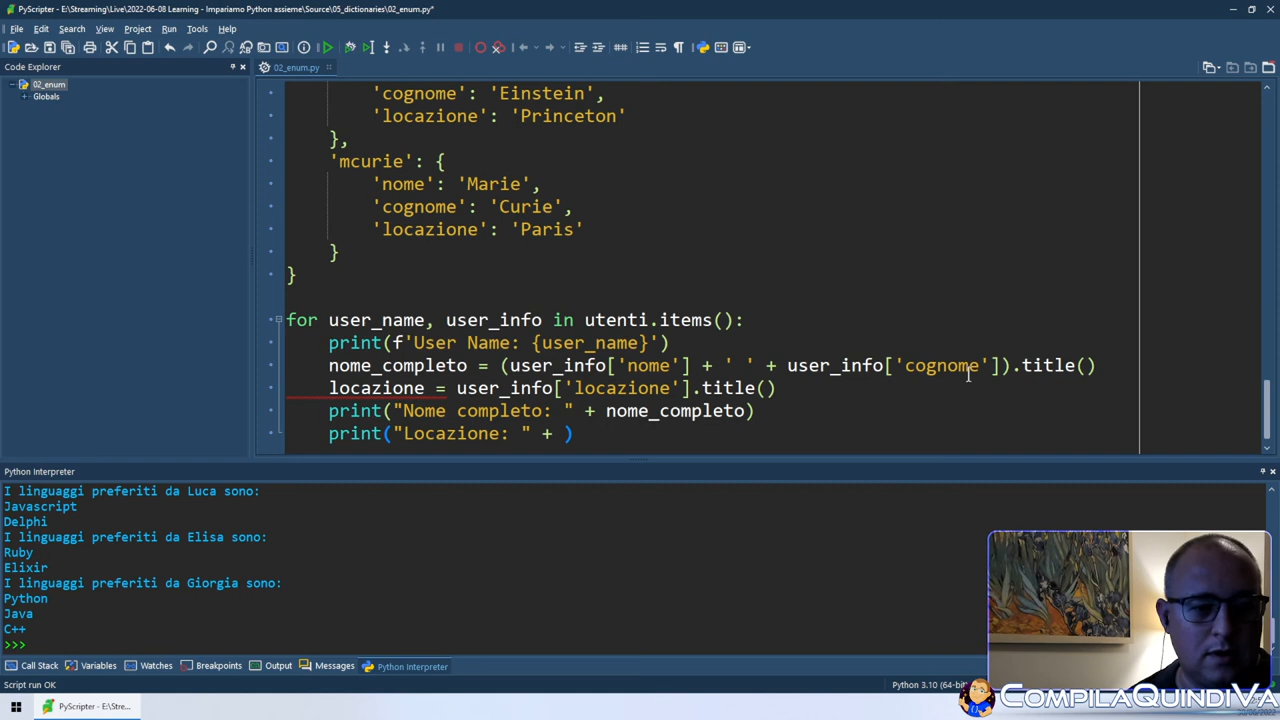 PyScripter - E:\Streaming\Live\2022-06-08 Learning - Impariamo Python assieme\Source\05_dictionaries\02_enum.py*
File Edit Search View Project Run Tools Help
Code Explorer
02_enum.py
02_enum
Globals
'cognome': 'Einstein',
'locazione': 'Princeton'
},
'mcurie': {
'nome': 'Marie',
'cognome': 'Curie',
'locazione': 'Paris'
}
}
for user_name, user_info in utenti.items():
print(f'User Name: {user_name}')
nome_completo = (user_info['nome'] + ' ' + user_info['cognome']).title()
locazione = user_info['locazione'].title()
print("Nome completo: " + nome_completo)
print("Locazione: " + )
Python Interpreter
I linguaggi preferiti da Luca sono:
Javascript
Delphi
I linguaggi preferiti da Elisa sono:
Ruby
Elixir
I linguaggi preferiti da Giorgia sono:
Python
Java
C++
>>>
Call Stack Variables Watches Breakpoints Output Messages Python Interpreter
Script run OK
Python 3.10 (64-bit)
PyScripter - E:\Stre...
COMPILAQUINDIVA